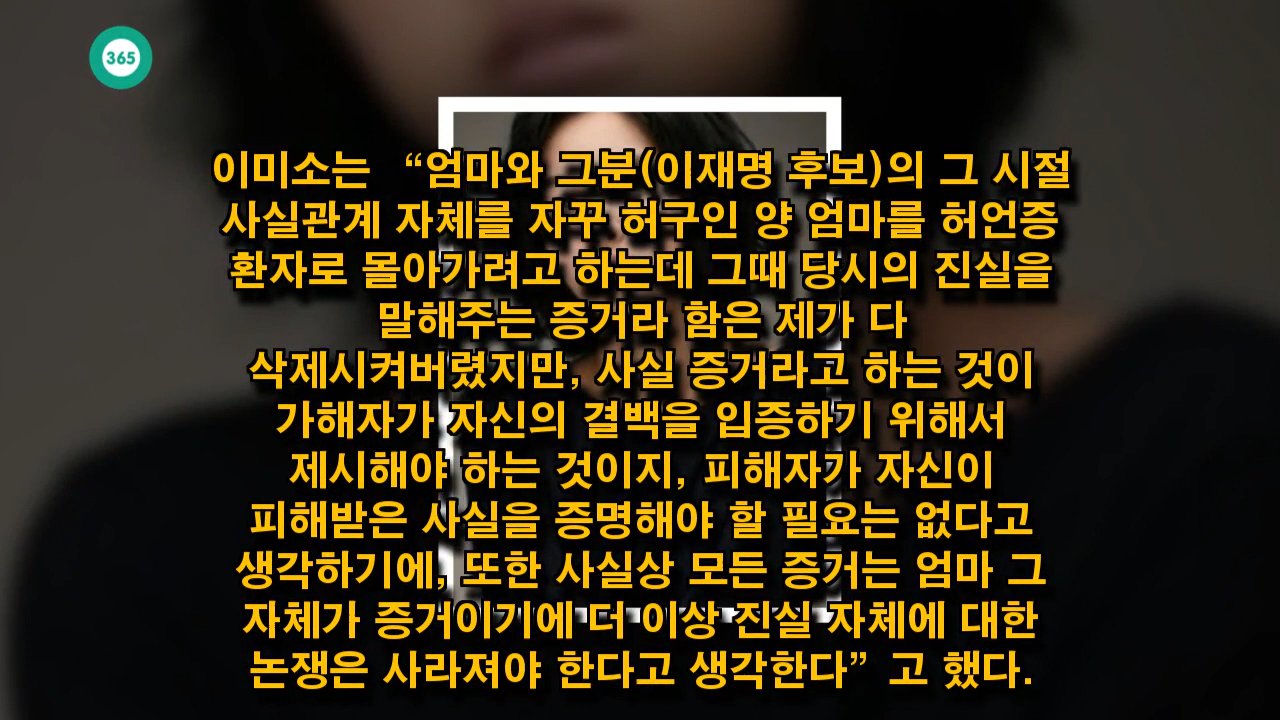 365
이미소는 “엄마와 그분(이재명 후보)의 그 시절
사실관계 자체를 자꾸 허구인 양 엄마를 허언증
환자로 몰아가려고 하는데 그때 당시의 진실을
말해주는 증거라 함은 제가 다
삭제시켜버렸지만, 사실 증거라고 하는 것이
가해자가 자신의 결백을 입증하기 위해서
제시해야 하는 것이지, 피해자가 자신이
피해받은 사실을 증명해야 할 필요는 없다고
생각하기에, 또한 사실상 모든 증거는 엄마 그
자체가 증거이기에 더 이상 진실 자체에 대한
논쟁은 사라져야 한다고 생각한다” 고 했다.